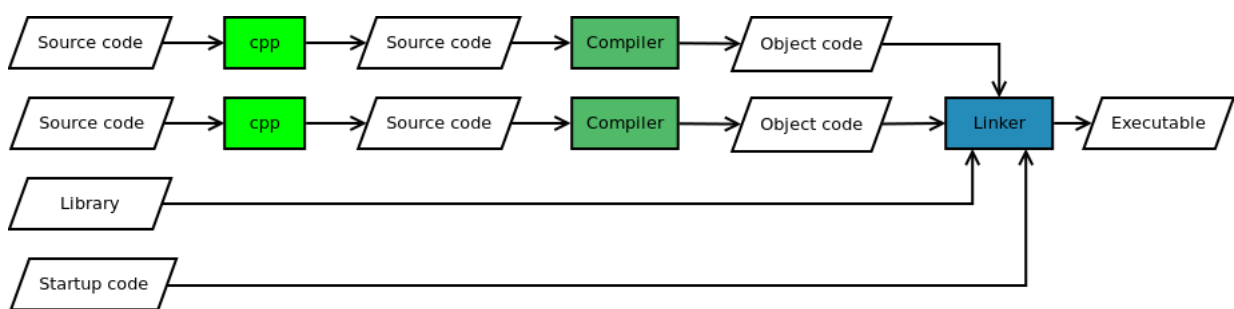 Source code
cpp
Source code
Compiler
Object code
Source code
cpp
Source code
Compiler
Object code
Linker
Executable
Library
Startup code